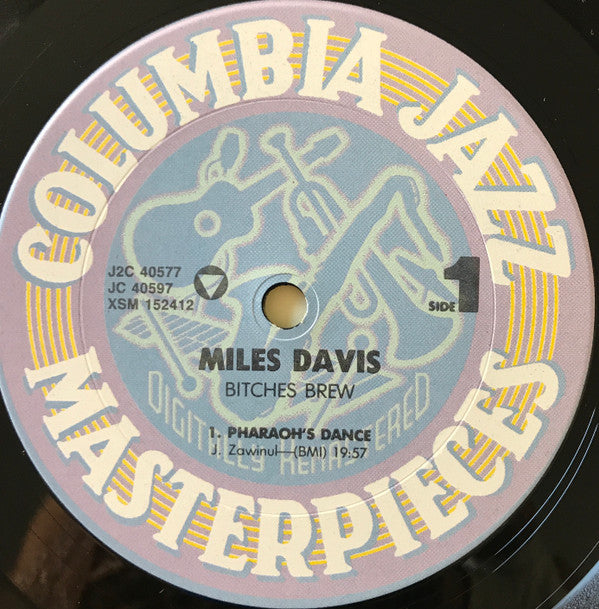 COLUMBIA JAZZ
J2C 40577
JC 40597
XSM 152412
SIDE 1
MILES DAVIS
BITCHES BREW
DIGITALLY REMASTERED
1. PHARAOH'S DANCE
J. Zawinul—(BMI) 19:57
MASTERPIECES